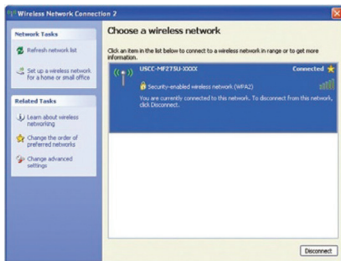 Wireless Network Connection 2
Network Tasks
Refresh network list
Set up a wireless network
for a home or small office
Related Tasks
Learn about wireless
networking
Change the order of
preferred networks
Change advanced
settings
Choose a wireless network
Click an item in the list below to connect to a wireless network in range or to get more
information.
USCC-MF275U-XXXX
Connected
Security-enabled wireless network (WPA2)
You are currently connected to this network. To disconnect from this network,
click Disconnect.
Disconnect